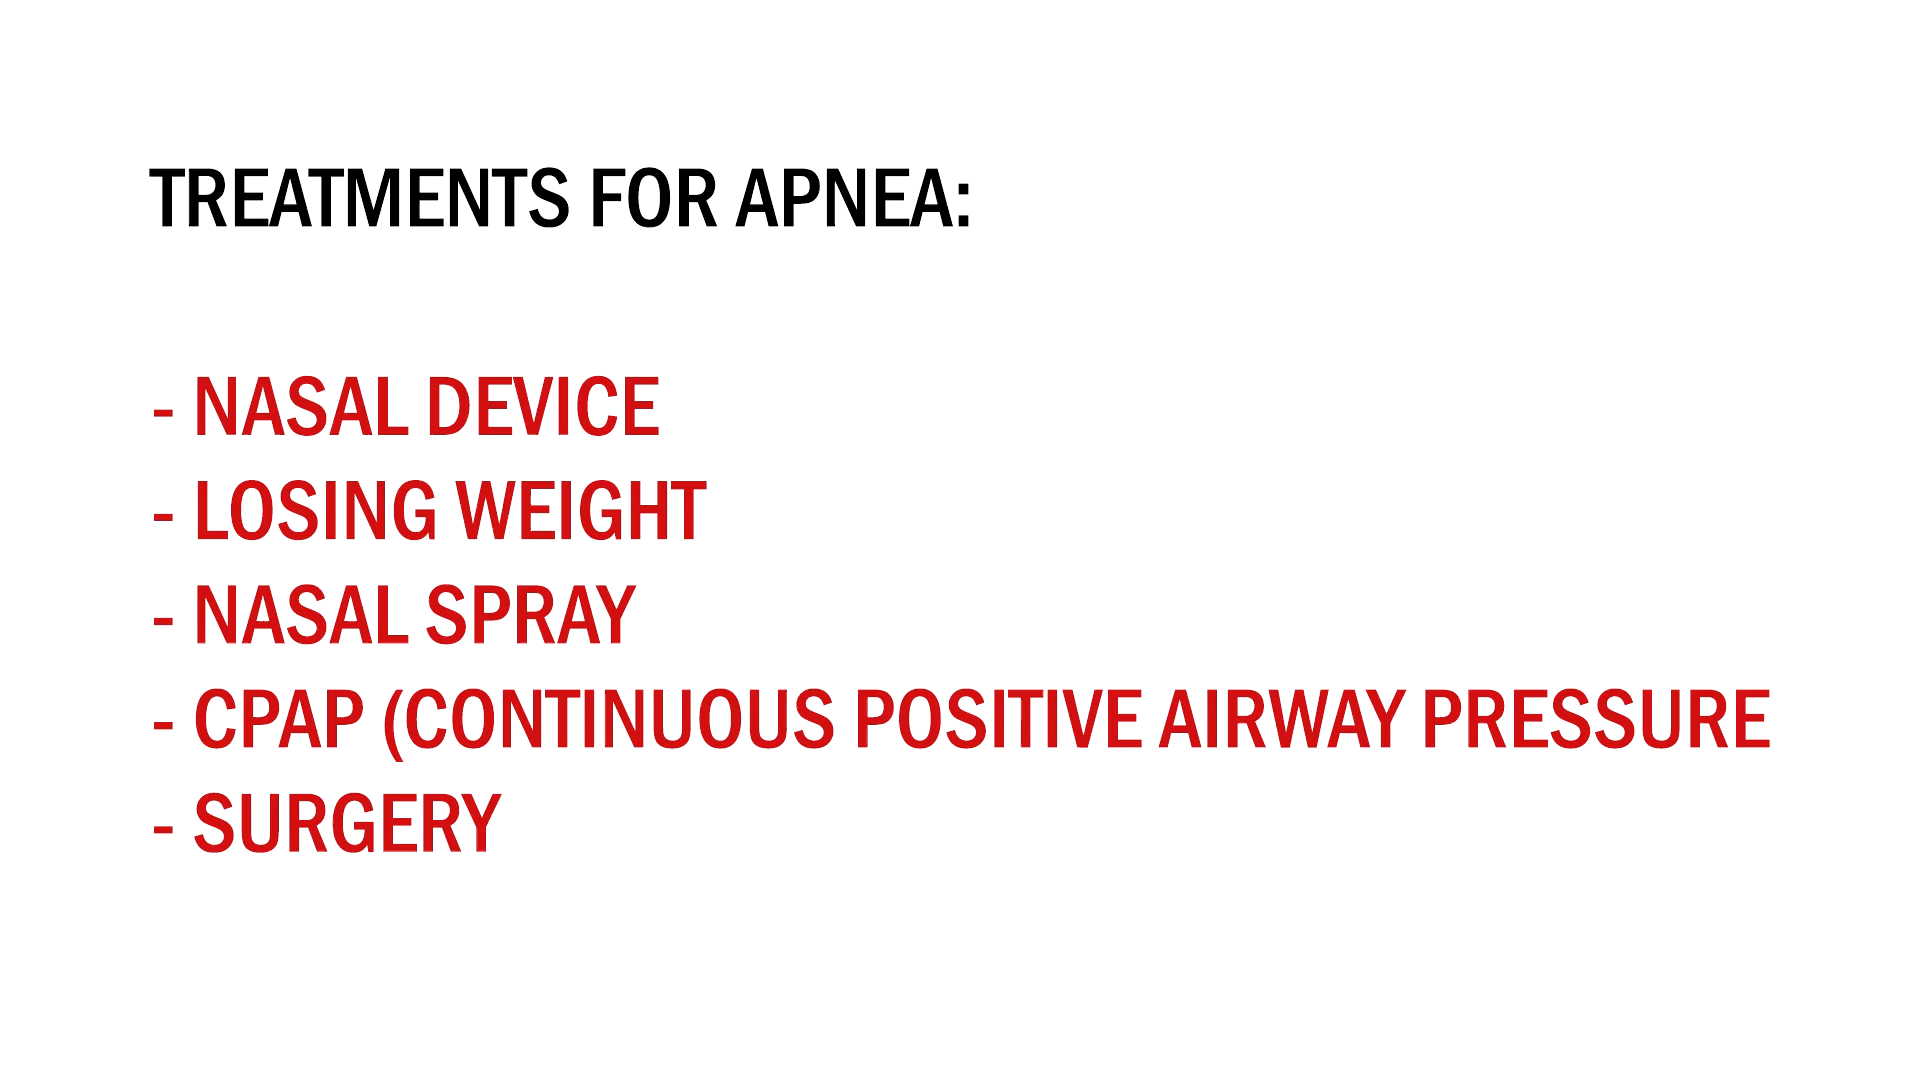 TREATMENTS FOR APNEA:
- NASAL DEVICE
- LOSING WEIGHT
- NASAL SPRAY
- CPAP (CONTINUOUS POSITIVE AIRWAY PRESSURE
- SURGERY